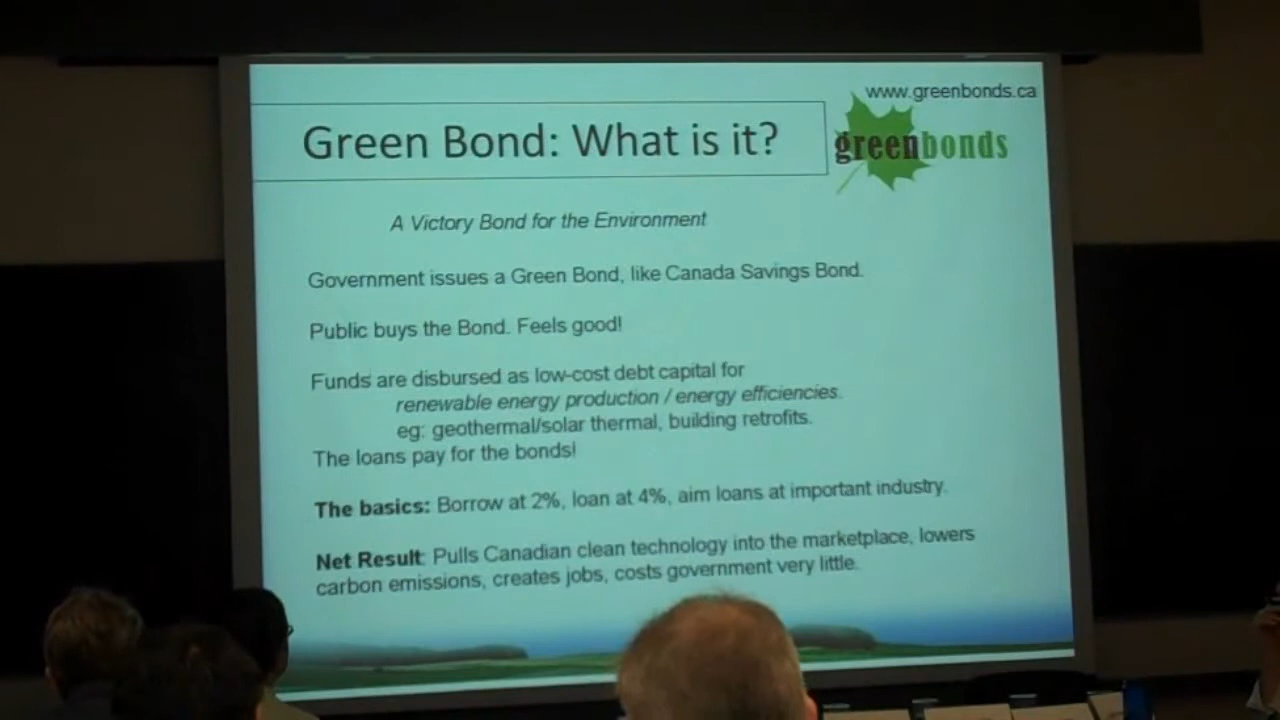 www.greenbonds.ca
Green Bond: What is it?
greenbonds
A Victory Bond for the Environment
Government issues a Green Bond, like Canada Savings Bond.
Public buys the Bond. Feels good!
Funds are disbursed as low-cost debt capital for
renewable energy production / energy efficiencies.
eg: geothermal/solar thermal, building retrofits.
The loans pay for the bonds!
The basics: Borrow at 2%, loan at 4%, aim loans at important industry.
Net Result: Pulls Canadian clean technology into the marketplace, lowers
carbon emissions, creates jobs, costs government very little.